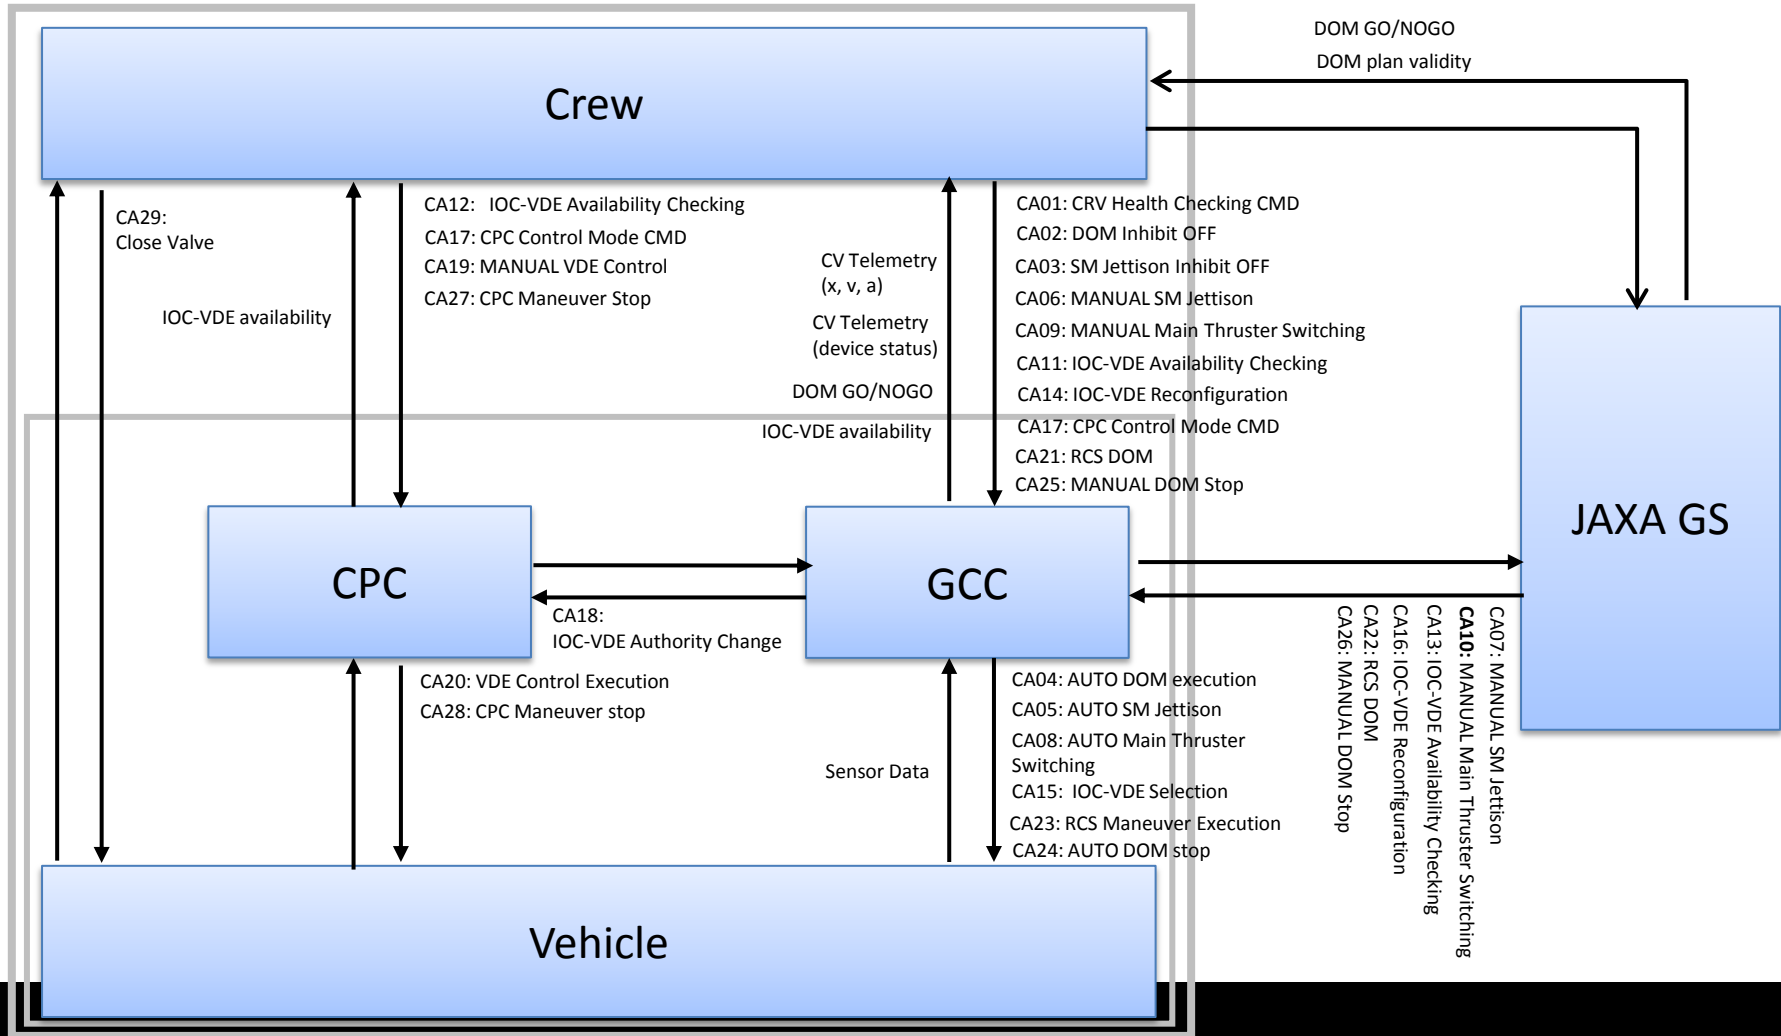 DOM GO/NOGO
DOM plan validity
Crew
CA29:
Close Valve
IOC-VDE availability
CA12: IOC-VDE Availability Checking
CA17: CPC Control Mode CMD
CA19: MANUAL VDE Control
CA27: CPC Maneuver Stop
CV Telemetry
(x, v, a)
CV Telemetry
(device status)
DOM GO/NOGO
IOC-VDE availability
CA01: CRV Health Checking CMD
CA02: DOM Inhibit OFF
CA03: SM Jettison Inhibit OFF
CA06: MANUAL SM Jettison
CA09: MANUAL Main Thruster Switching
CA11: IOC-VDE Availability Checking
CA14: IOC-VDE Reconfiguration
CA17: CPC Control Mode CMD
CA21: RCS DOM
CA25: MANUAL DOM Stop
CPC
GCC
JAXA GS
CA18:
IOC-VDE Authority Change
CA07: MANUAL SM Jettison
CA10: MANUAL Main Thruster Switching
CA13: IOC-VDE Availability Checking
CA16: IOC-VDE Reconfiguration
CA22: RCS DOM
CA26: MANUAL DOM Stop
CA20: VDE Control Execution
CA28: CPC Maneuver stop
Sensor Data
CA04: AUTO DOM execution
CA05: AUTO SM Jettison
CA08: AUTO Main Thruster
Switching
CA15: IOC-VDE Selection
CA23: RCS Maneuver Execution
CA24: AUTO DOM stop
Vehicle